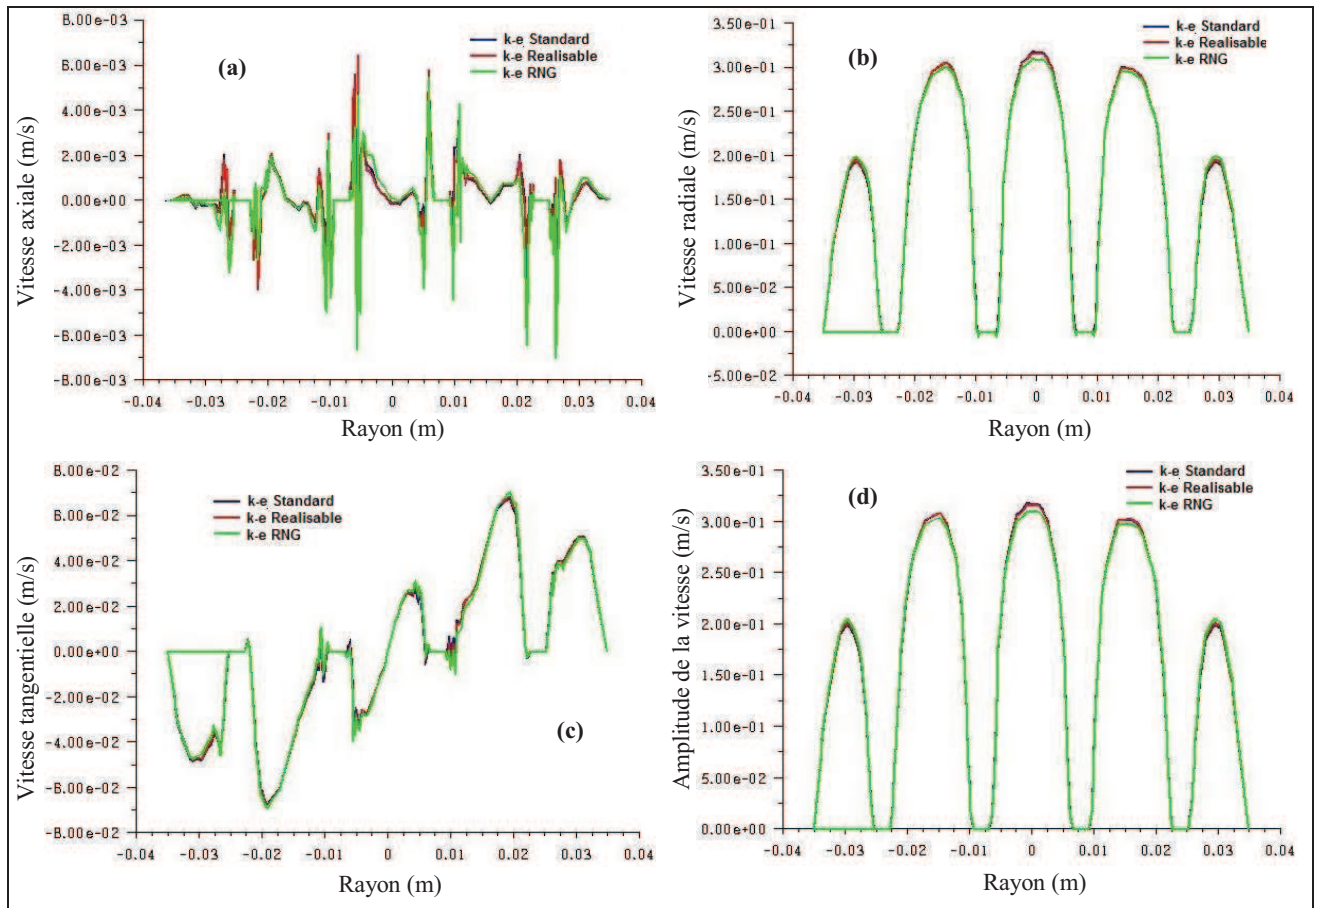 (a)
k-e Standard
k-e Realisable
k-e RNG
Vitesse axiale (m/s)
8.00e-03
6.00e-03
4.00e-03
2.00e-03
0.00e+00
-2.00e-03
-4.00e-03
-6.00e-03
-8.00e-03
-0.04 -0.03 -0.02 -0.01 0 0.01 0.02 0.03 0.04
Rayon (m)
(b)
k-e Standard
k-e Realisable
k-e RNG
Vitesse radiale (m/s)
3.50e-01
3.00e-01
2.50e-01
2.00e-01
1.50e-01
1.00e-01
5.00e-02
0.00e+00
-5.00e-02
-0.04 -0.03 -0.02 -0.01 0 0.01 0.02 0.03 0.04
Rayon (m)
k-e Standard
k-e Realisable
k-e RNG
(c)
Vitesse tangentielle (m/s)
8.00e-02
6.00e-02
4.00e-02
2.00e-02
0.00e+00
-2.00e-02
-4.00e-02
-6.00e-02
-8.00e-02
-0.04 -0.03 -0.02 -0.01 0 0.01 0.02 0.03 0.04
Rayon (m)
(d)
k-e Standard
k-e Realisable
k-e RNG
Amplitude de la vitesse (m/s)
3.50e-01
3.00e-01
2.50e-01
2.00e-01
1.50e-01
1.00e-01
5.00e-02
0.00e+00
-0.04 -0.03 -0.02 -0.01 0 0.01 0.02 0.03 0.04
Rayon (m)